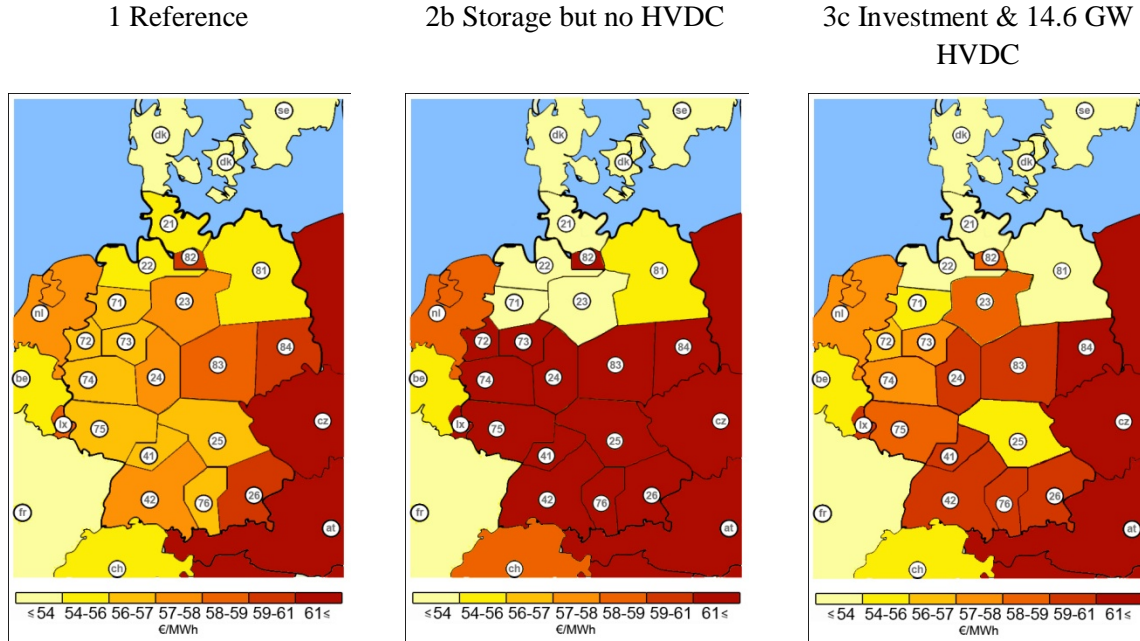 1 Reference
2b Storage but no HVDC
3c Investment & 14.6 GW
HVDC
se
dk
dk
21
82
22
81
71
23
nl
72
73
84
83
74
24
be
lx
75
cz
25
41
42
76
26
fr
at
ch
≤ 54 54-56 56-57 57-58 58-59 59-61 61≤
€/MWh
se
dk
dk
21
82
22
81
71
23
nl
72
73
84
83
74
24
be
lx
75
cz
25
41
42
76
26
fr
at
ch
≤ 54 54-56 56-57 57-58 58-59 59-61 61≤
€/MWh
se
dk
dk
21
82
22
81
71
23
nl
72
73
84
83
74
24
be
lx
75
cz
25
41
42
76
26
fr
at
ch
≤ 54 54-56 56-57 57-58 58-59 59-61 61≤
€/MWh